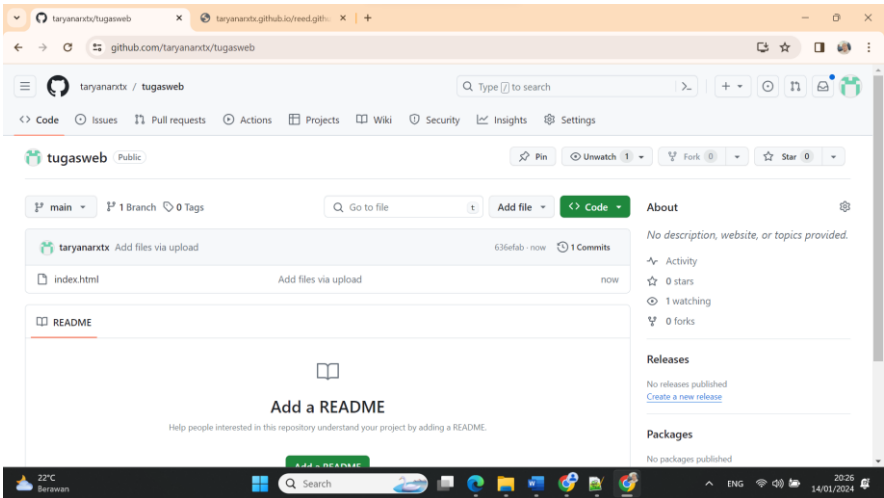 taryanarxtx/tugasweb
taryanarxtx.github.io/reed.gith
github.com/taryanarxtx/tugasweb
taryanarxtx / tugasweb
Type / to search
Code Issues Pull requests Actions Projects Wiki Security Insights Settings
tugasweb Public
Pin Unwatch 1 Fork 0 Star 0
main 1 Branch 0 Tags
Go to file t
Add file Code
taryanarxtx Add files via upload
636efab · now 1 Commits
index.html Add files via upload now
README
Add a README
Help people interested in this repository understand your project by adding a README.
Add a README
About
No description, website, or topics provided.
Activity
0 stars
1 watching
0 forks
Releases
No releases published
Create a new release
Packages
No packages published
22°C
Berawan
Search
ENG
20:26
14/01/2024